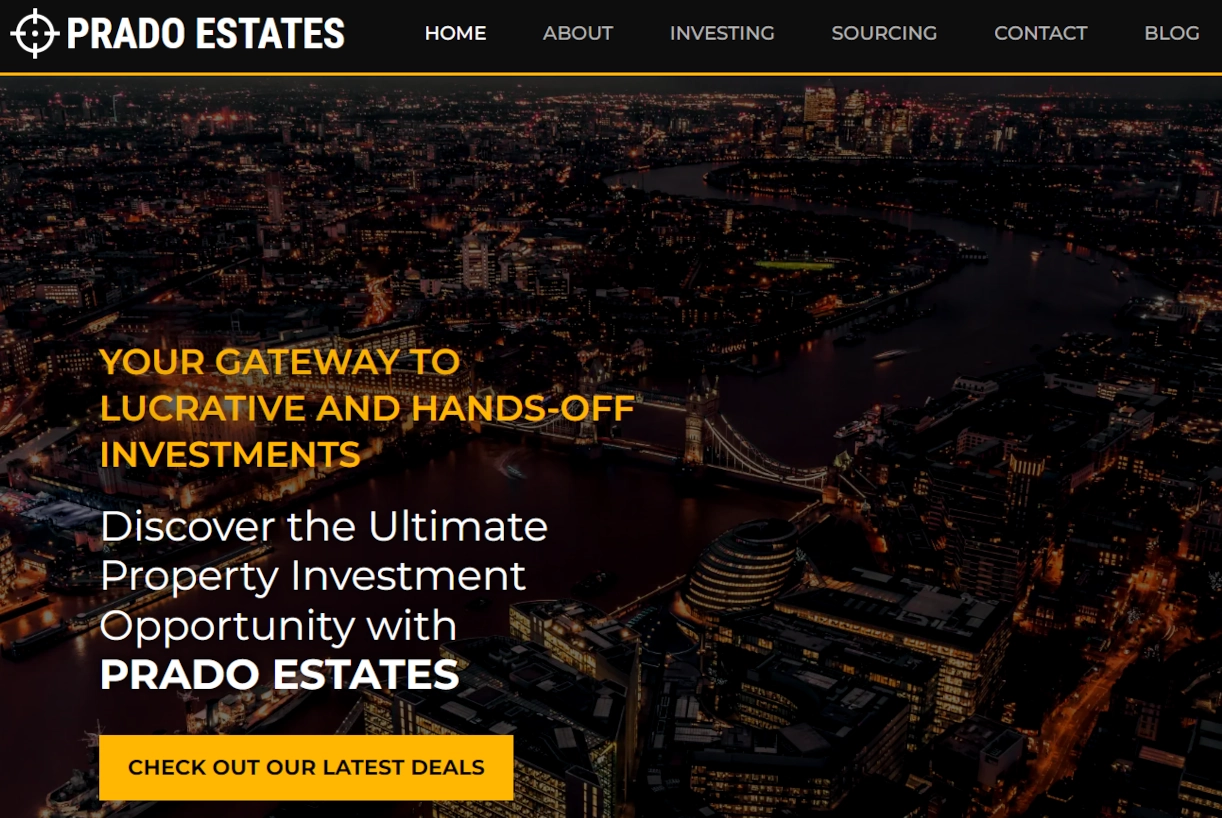 PRADO ESTATES
HOME ABOUT INVESTING SOURCING CONTACT BLOG
YOUR GATEWAY TO
LUCRATIVE AND HANDS-OFF
INVESTMENTS
Discover the Ultimate
Property Investment
Opportunity with
PRADO ESTATES
CHECK OUT OUR LATEST DEALS